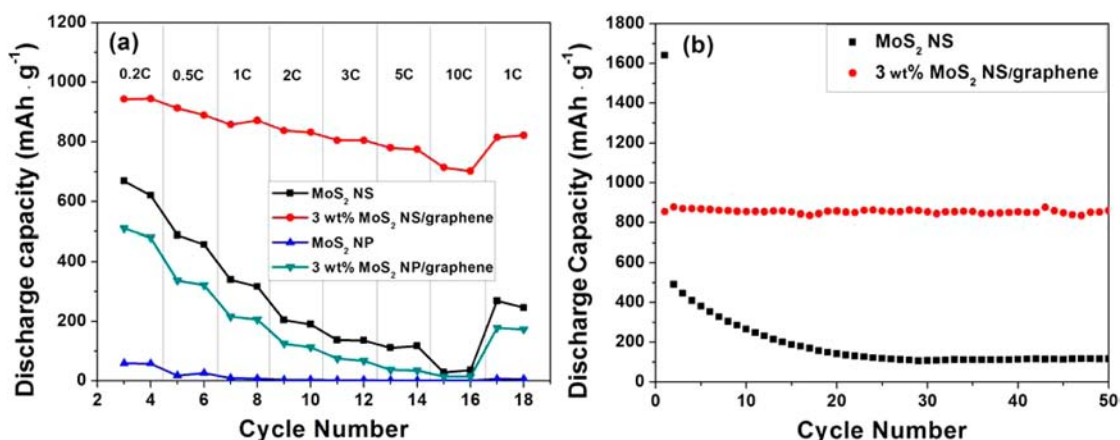 (a)
0.2C 0.5C 1C 2C 3C 5C 10C 1C
1200
1000
800
600
400
200
0
Discharge capacity (mAh · g⁻¹)
MoS₂ NS
3 wt% MoS₂ NS/graphene
MoS₂ NP
3 wt% MoS₂ NP/graphene
2 4 6 8 10 12 14 16 18
Cycle Number
(b)
MoS₂ NS
3 wt% MoS₂ NS/graphene
1800
1600
1400
1200
1000
800
600
400
200
0
Discharge Capacity (mAh · g⁻¹)
0 10 20 30 40 50
Cycle Number